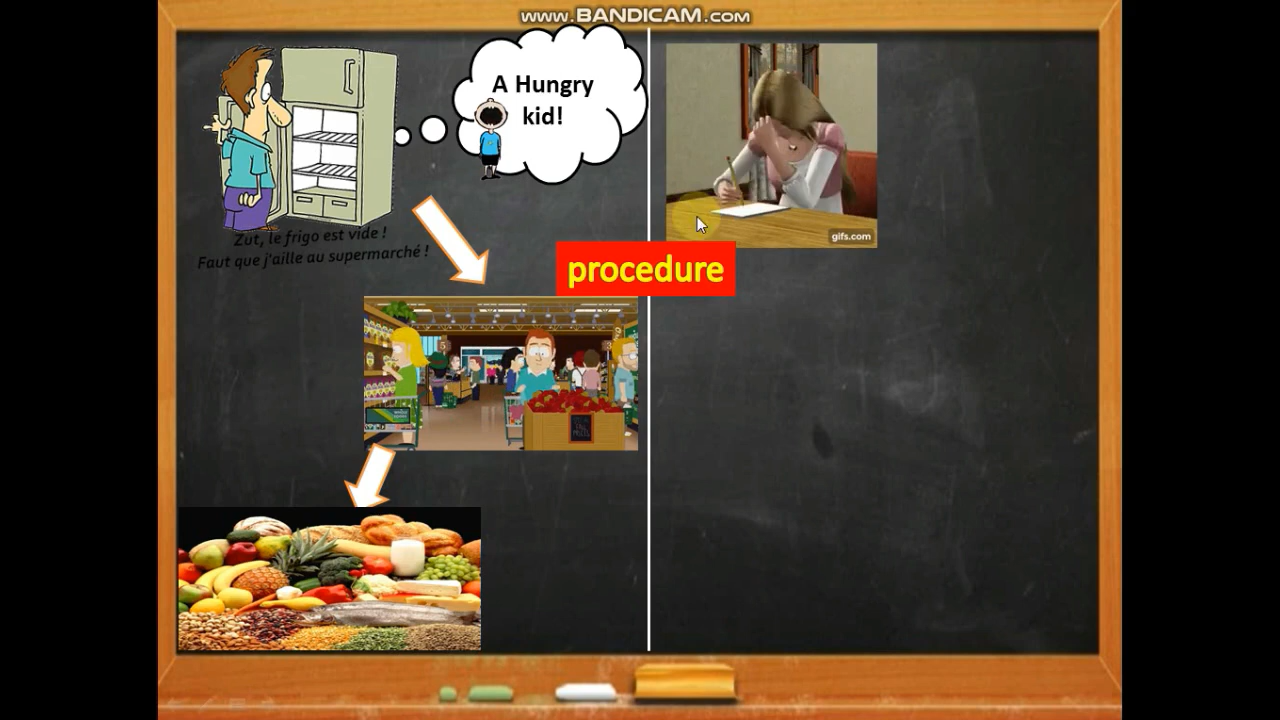 www.BANDICAM.com
A Hungry
kid!
Zut, le frigo est vide !
Faut que j'aille au supermarché !
gifs.com
procedure